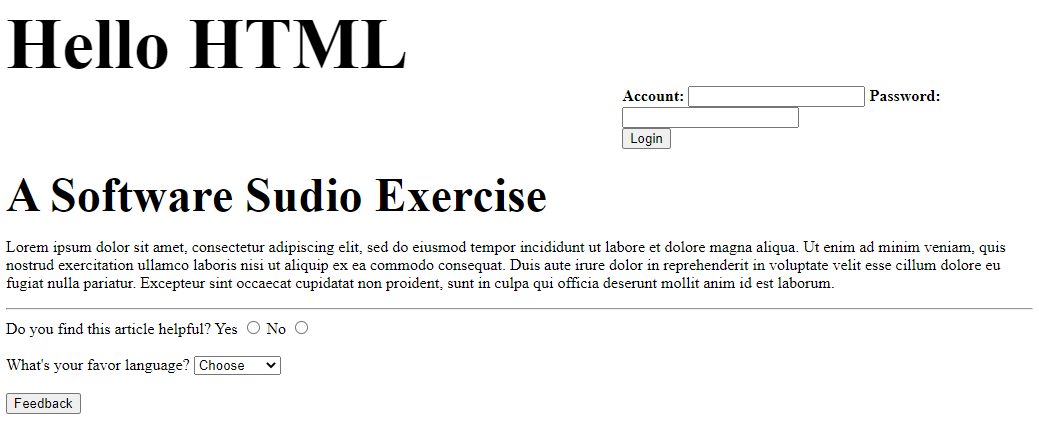 Hello HTML
Account: Password:
Login
A Software Sudio Exercise
Lorem ipsum dolor sit amet, consectetur adipiscing elit, sed do eiusmod tempor incididunt ut labore et dolore magna aliqua. Ut enim ad minim veniam, quis
nostrud exercitation ullamco laboris nisi ut aliquip ex ea commodo consequat. Duis aute irure dolor in reprehenderit in voluptate velit esse cillum dolore eu
fugiat nulla pariatur. Excepteur sint occaecat cupidatat non proident, sunt in culpa qui officia deserunt mollit anim id est laborum.
Do you find this article helpful? Yes No
What's your favor language? Choose
Feedback